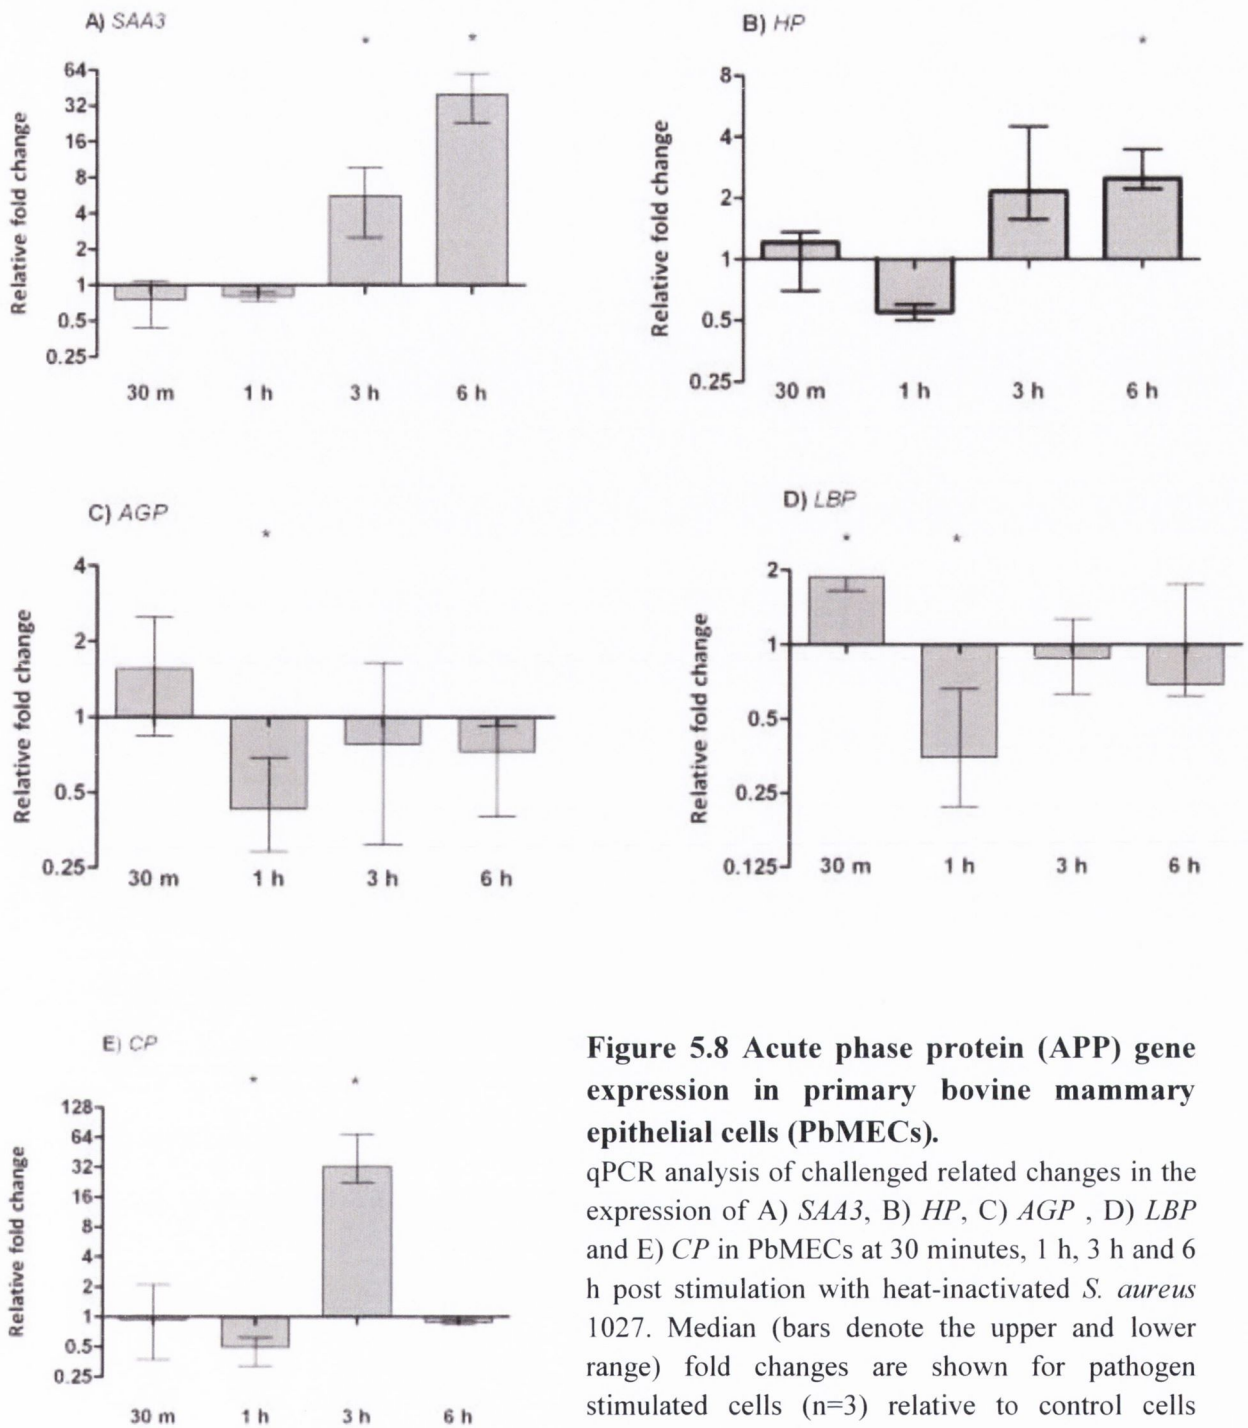 A) SAA3
* *
Relative fold change
64
32
16
8
4
2
1
0.5
0.25
30 m 1 h 3 h 6 h
B) HP
*
Relative fold change
8
4
2
1
0.5
0.25
30 m 1 h 3 h 6 h
C) AGP
*
Relative fold change
4
2
1
0.5
0.25
30 m 1 h 3 h 6 h
D) LBP
* *
Relative fold change
2
1
0.5
0.25
0.125
30 m 1 h 3 h 6 h
E) CP
* *
Relative fold change
128
64
32
16
8
4
2
1
0.5
0.25
30 m 1 h 3 h 6 h
Figure 5.8 Acute phase protein (APP) gene
expression in primary bovine mammary
epithelial cells (PbMECs).
qPCR analysis of challenged related changes in the
expression of A) SAA3, B) HP, C) AGP , D) LBP
and E) CP in PbMECs at 30 minutes, 1 h, 3 h and 6
h post stimulation with heat-inactivated S. aureus
1027. Median (bars denote the upper and lower
range) fold changes are shown for pathogen
stimulated cells (n=3) relative to control cells